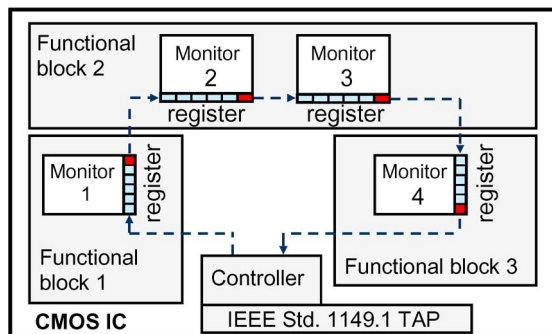 Functional
block 2
Monitor
2
register
Monitor
3
register
Monitor
1
register
Functional
block 1
Monitor
4
register
Functional block 3
Controller
IEEE Std. 1149.1 TAP
CMOS IC